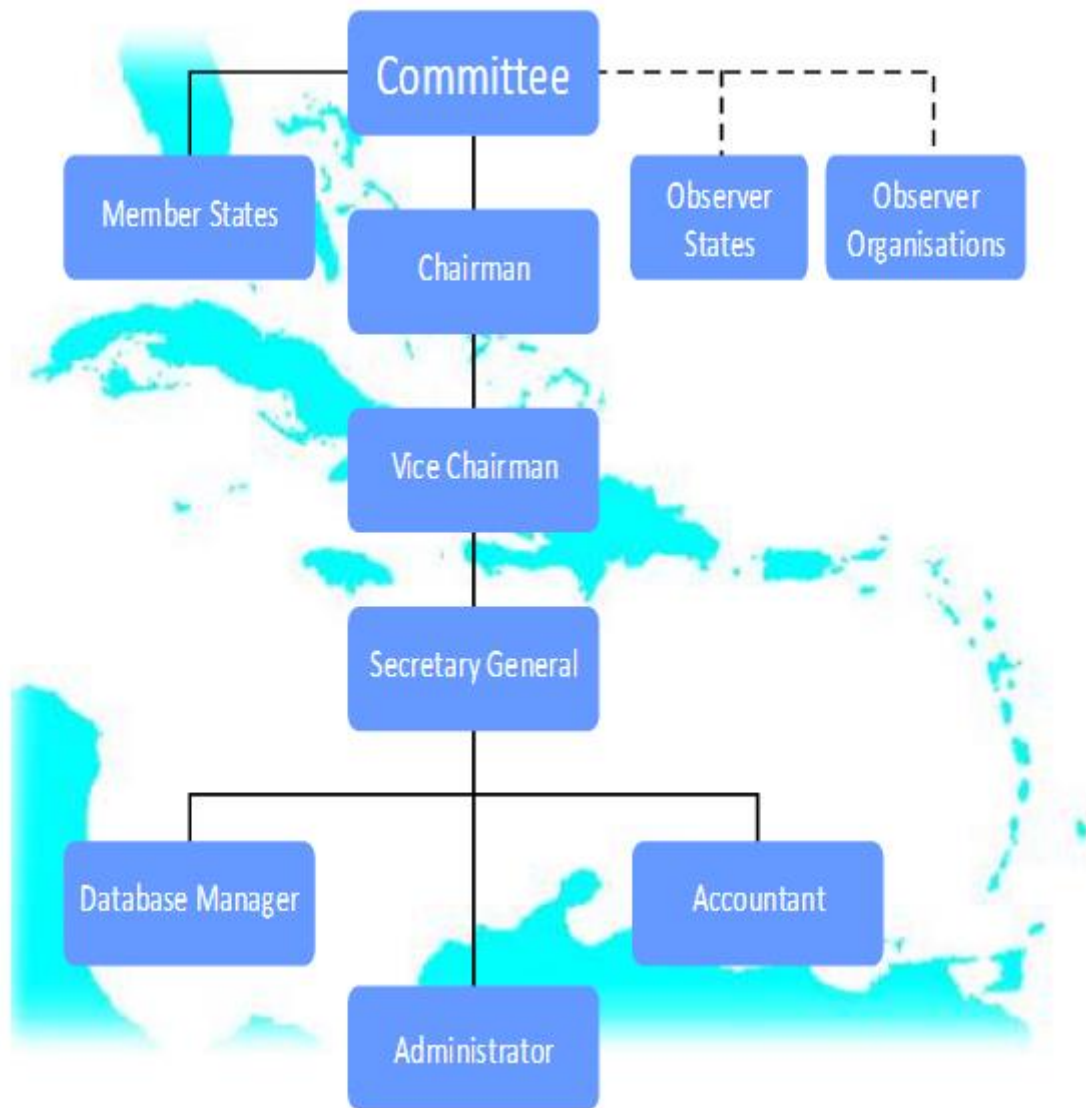 Committee
Member States
Observer
States
Observer
Organisations
Chairman
Vice Chairman
Secretary General
Database Manager
Accountant
Administrator